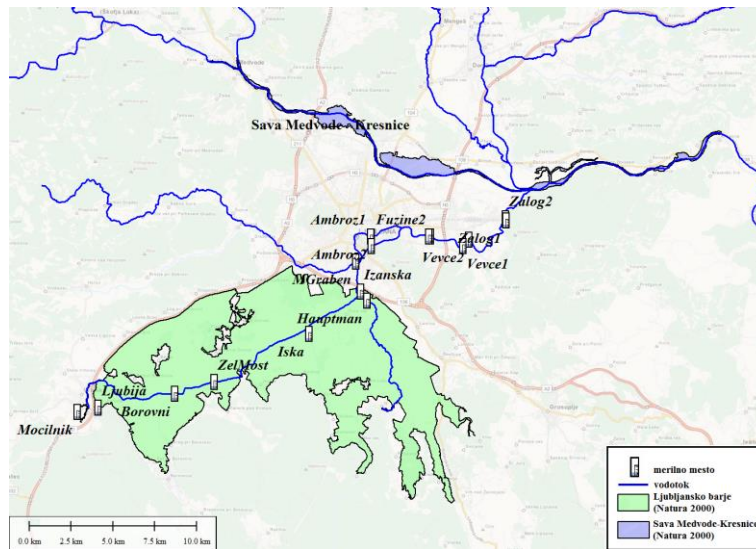 Sava Medvode - Kresnice
Zalog2
Ambroz1 Fuzine2
Zalog1
Vevce2 Vevce1
MGraben Izanska
Hauptman
Iska
ZelMost
Ljubija
Borovni
Mocilnik
merilno mesto
vodotok
Ljubljansko barje
(Natura 2000)
Sava Medvode-Kresnice
(Natura 2000)
0.0 km 2.5 km 5.0 km 7.5 km 10.0 km